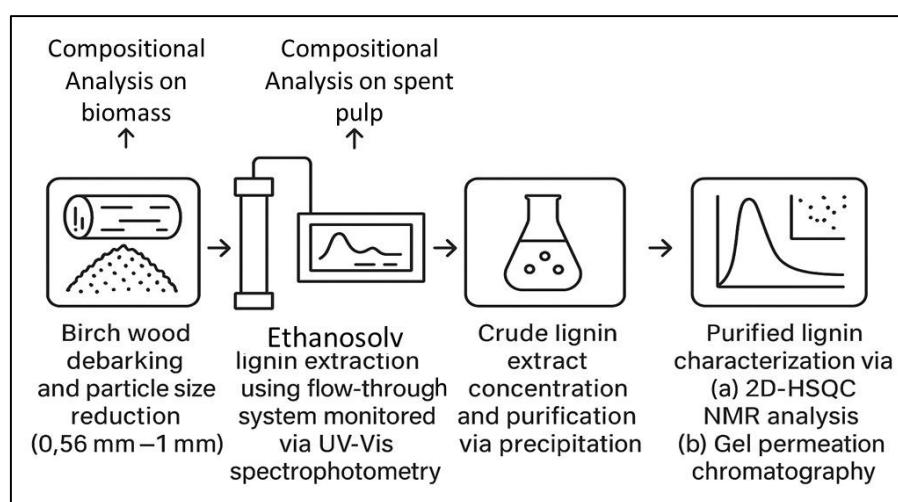 Compositional
Analysis on
biomass
Compositional
Analysis on spent
pulp
Birch wood
debarking
and particle size
reduction
(0,56 mm–1 mm)
Ethanosolv
lignin extraction
using flow-through
system monitored
via UV-Vis
spectrophotometry
Crude lignin
extract
concentration
and purification
via precipitation
Purified lignin
characterization via
(a) 2D-HSQC
NMR analysis
(b) Gel permeation
chromatography